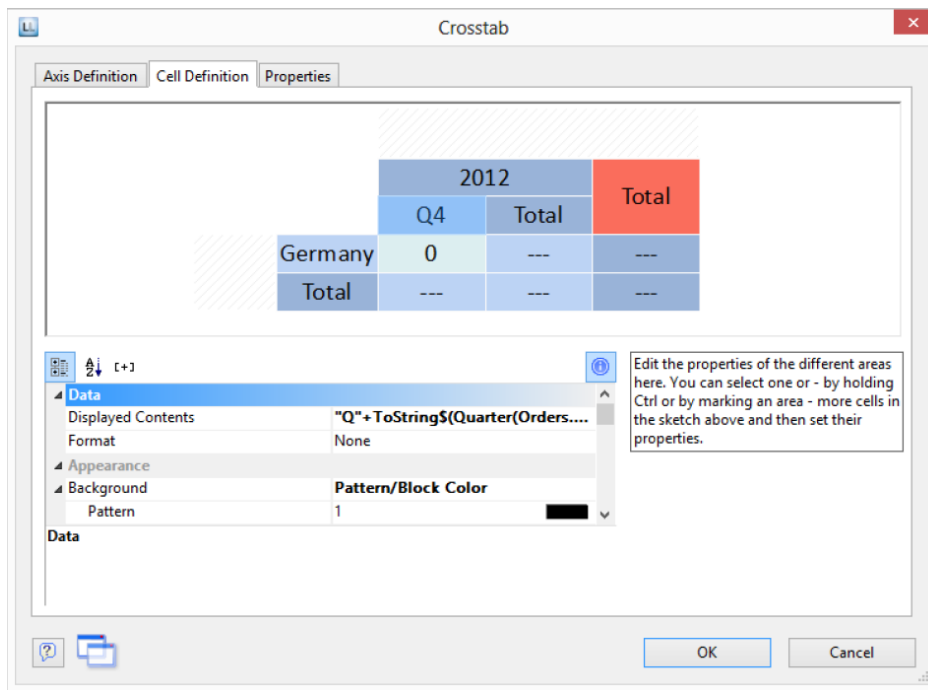 Crosstab
Axis Definition Cell Definition Properties
2012 Total
Q4 Total
Germany 0 --- ---
Total --- --- ---
[+]
Data
Displayed Contents "Q"+ToString$(Quarter(Orders....
Format None
Appearance
Background Pattern/Block Color
Pattern 1
Data
Edit the properties of the different areas
here. You can select one or - by holding
Ctrl or by marking an area - more cells in
the sketch above and then set their
properties.
OK Cancel